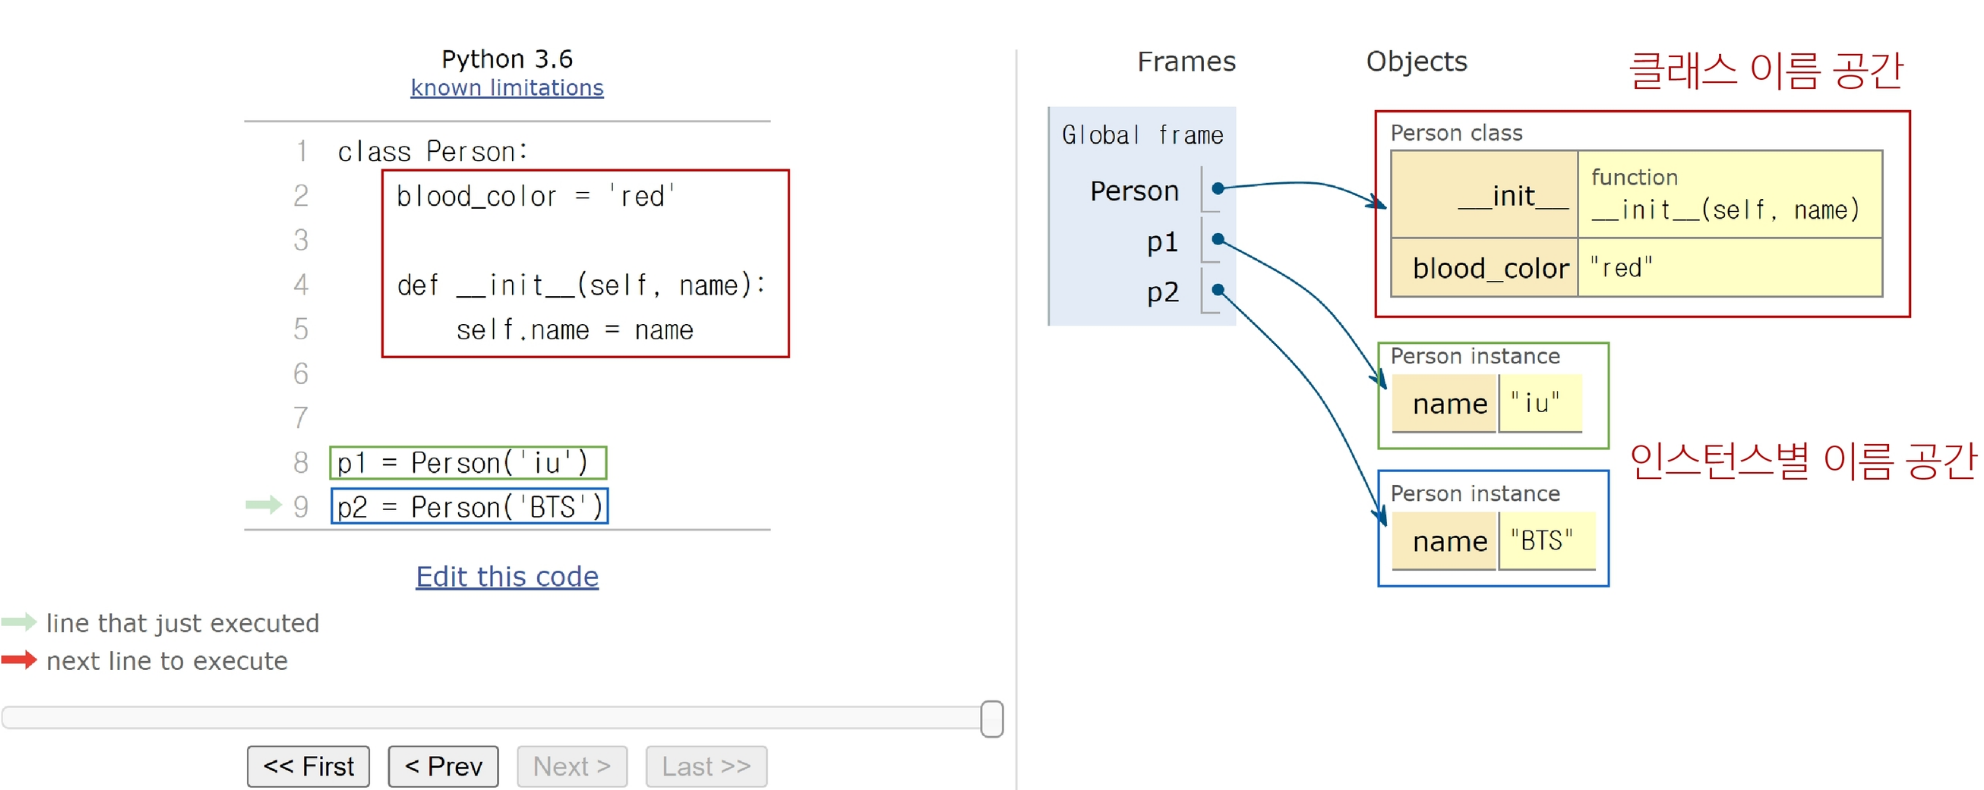 Python 3.6
known limitations
1 class Person:
2 blood_color = 'red'
3
4 def __init__(self, name):
5 self.name = name
6
7
8 p1 = Person('iu')
9 p2 = Person('BTS')
Edit this code
line that just executed
next line to execute
<< First < Prev Next > Last >>
Frames Objects
클래스 이름 공간
Global frame
Person
p1
p2
Person class
__init__ function
__init__(self, name)
blood_color "red"
Person instance
name "iu"
인스턴스별 이름 공간
Person instance
name "BTS"